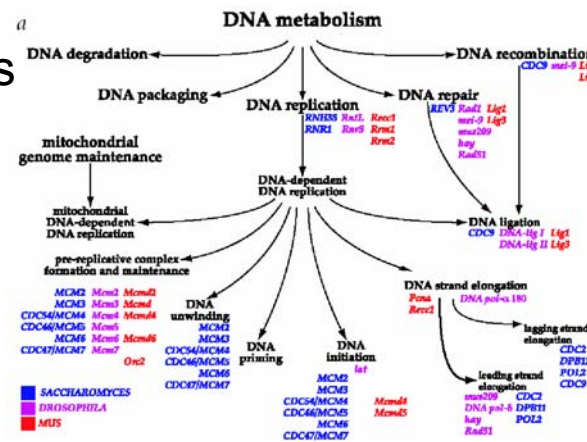 a
DNA metabolism
DNA degradation
DNA recombination
s
CDC9 mei-9
DNA packaging
DNA replication
DNA repair
RNH35 Recc1
RNR1 Rrm1
Rrm2
REV3 Rad1 Lig1
mei-9 Lig3
mus209
hay
Rad51
mitochondrial
genome maintenance
DNA-dependent
DNA replication
mitochondrial
DNA-dependent
DNA replication
DNA ligation
CDC9 DNA-lig I Lig1
DNA-lig II Lig3
pre-replicative complex
formation and maintenance
MCM2 Mcm2 Mcmd2
MCM3 Mcm3 Mcmd
CDC54/MCM4 Mcm4 Mcmd4
CDC46/MCM5 Mcm5
MCM6 Mcm6 Mcmd6
CDC47/MCM7 Mcm7
Orc2
DNA
unwinding
MCM2
MCM3
CDC54/MCM4
CDC46/MCM5
MCM6
CDC47/MCM7
DNA
priming
DNA
initiation
lat
MCM2
MCM3
CDC54/MCM4 Mcmd4
CDC46/MCM5 Mcmd5
MCM6
CDC47/MCM7
DNA strand elongation
Pcna DNA pol-α 180
Recc1
lagging strand
elongation
CDC2
DPB11
POL2
CDC9
leading strand
elongation
mus209 CDC2
DNA pol-δ DPB11
hay POL2
Rad51
SACCHAROMYCES
DROSOPHILA
MUS